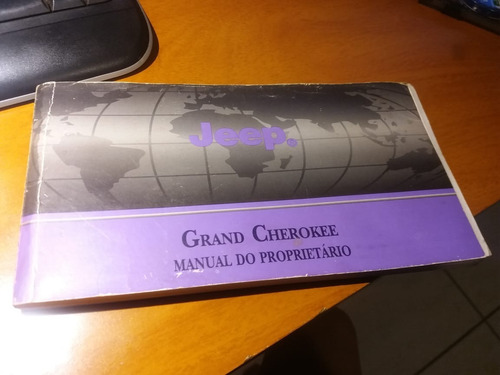 Jeep.
GRAND CHEROKEE
MANUAL DO PROPRIETÁRIO